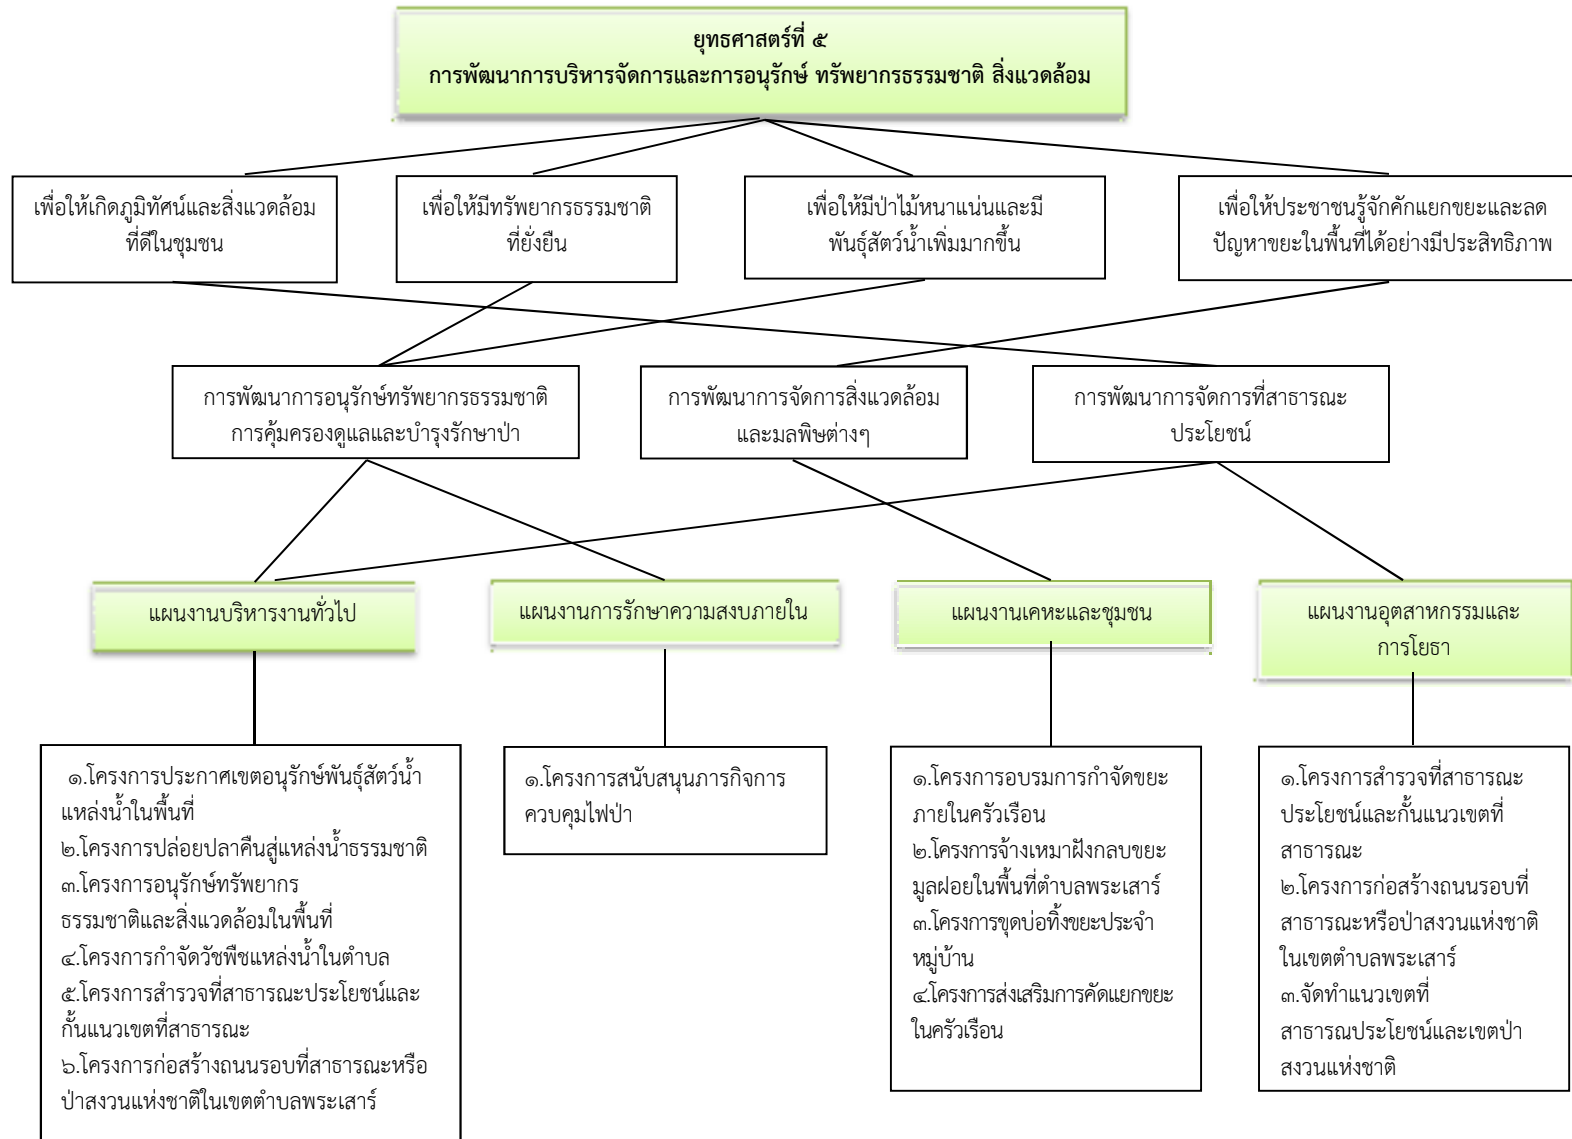 ยุทธศาสตร์ที่ ๕
การพัฒนาการบริหารจัดการและการอนุรักษ์ ทรัพยากรธรรมชาติ สิ่งแวดล้อม
เพื่อให้เกิดภูมิทัศน์และสิ่งแวดล้อม
ที่ดีในชุมชน
เพื่อให้มีทรัพยากรธรรมชาติ
ที่ยั่งยืน
เพื่อให้มีป่าไม้หนาแน่นและมี
พันธุ์สัตว์น้ำเพิ่มมากขึ้น
เพื่อให้ประชาชนรู้จักคักแยกขยะและลด
ปัญหาขยะในพื้นที่ได้อย่างมีประสิทธิภาพ
การพัฒนาการอนุรักษ์ทรัพยากรธรรมชาติ
การคุ้มครองดูแลและบำรุงรักษาป่า
การพัฒนาการจัดการสิ่งแวดล้อม
และมลพิษต่างๆ
การพัฒนาการจัดการที่สาธารณะ
ประโยชน์
แผนงานบริหารงานทั่วไป
แผนงานการรักษาความสงบภายใน
แผนงานเคหะและชุมชน
แผนงานอุตสาหกรรมและ
การโยธา
๑.โครงการประกาศเขตอนุรักษ์พันธุ์สัตว์น้ำ
แหล่งน้ำในพื้นที่
๒.โครงการปล่อยปลาคืนสู่แหล่งน้ำธรรมชาติ
๓.โครงการอนุรักษ์ทรัพยากร
ธรรมชาติและสิ่งแวดล้อมในพื้นที่
๔.โครงการกำจัดวัชพืชแหล่งน้ำในตำบล
๕.โครงการสำรวจที่สาธารณะประโยชน์และ
กั้นแนวเขตที่สาธารณะ
๖.โครงการก่อสร้างถนนรอบที่สาธารณะหรือ
ป่าสงวนแห่งชาติในเขตตำบลพระเสาร์
๑.โครงการสนับสนุนภารกิจการ
ควบคุมไฟป่า
๑.โครงการอบรมการกำจัดขยะ
ภายในครัวเรือน
๒.โครงการจ้างเหมาฝังกลบขยะ
มูลฝอยในพื้นที่ตำบลพระเสาร์
๓.โครงการขุดบ่อทิ้งขยะประจำ
หมู่บ้าน
๔.โครงการส่งเสริมการคัดแยกขยะ
ในครัวเรือน
๑.โครงการสำรวจที่สาธารณะ
ประโยชน์และกั้นแนวเขตที่
สาธารณะ
๒.โครงการก่อสร้างถนนรอบที่
สาธารณะหรือป่าสงวนแห่งชาติ
ในเขตตำบลพระเสาร์
๓.จัดทำแนวเขตที่
สาธารณประโยชน์และเขตป่า
สงวนแห่งชาติ